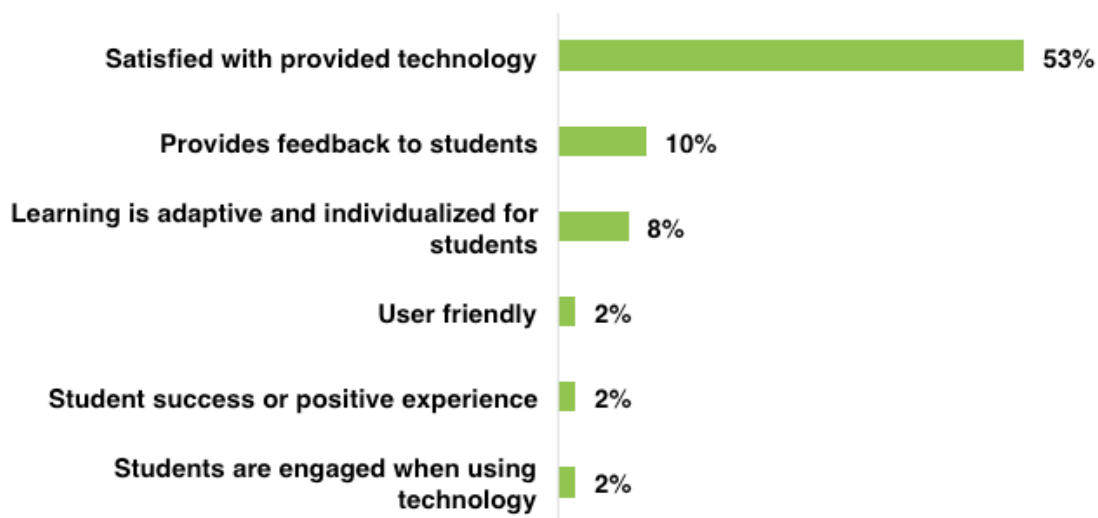 Satisfied with provided technology 53%
Provides feedback to students 10%
Learning is adaptive and individualized for
students 8%
User friendly 2%
Student success or positive experience 2%
Students are engaged when using
technology 2%